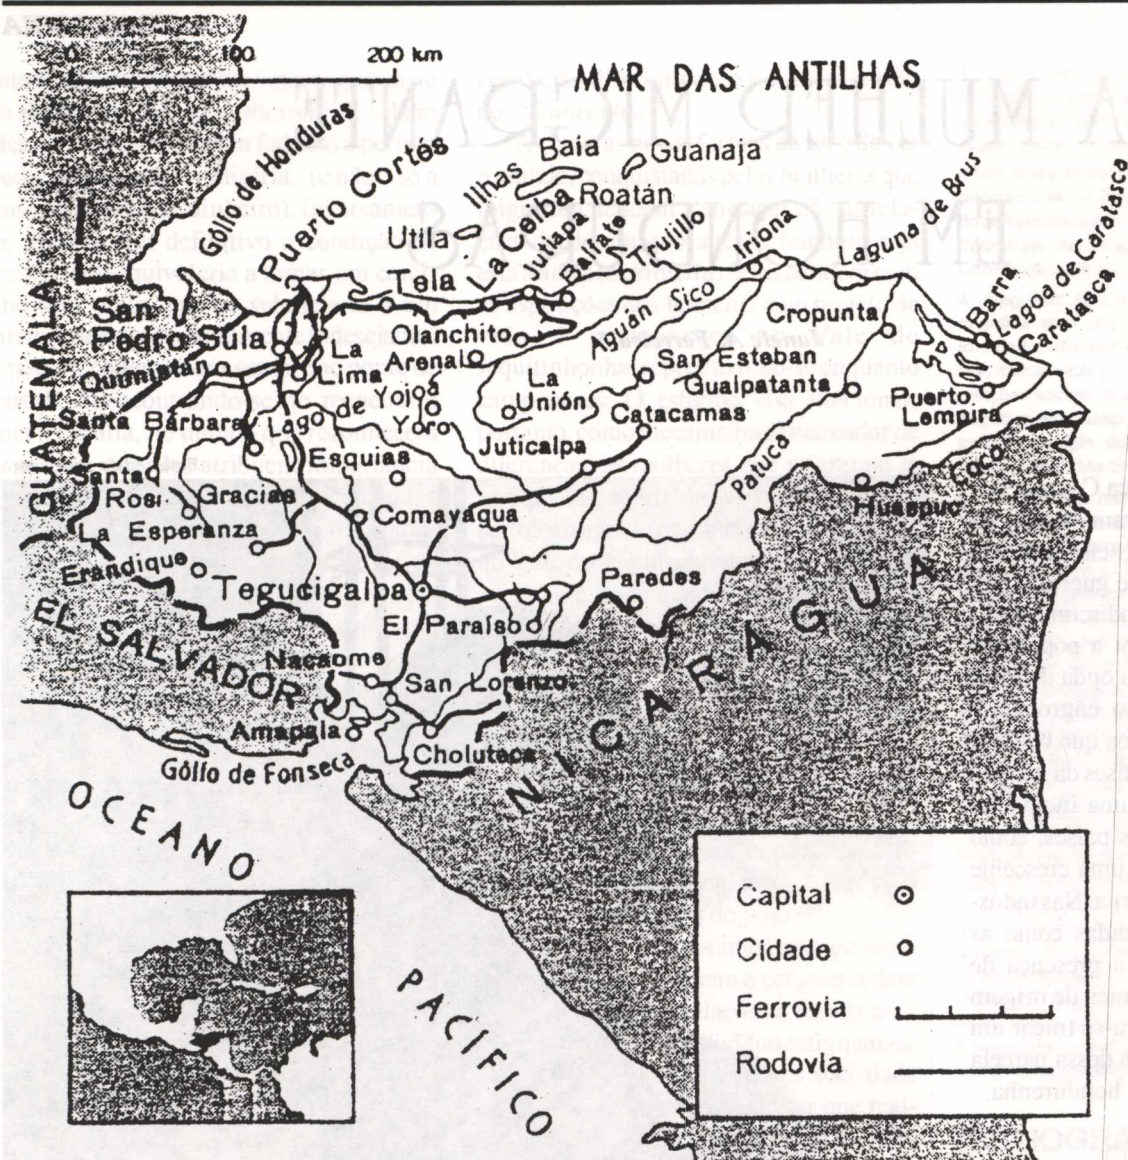 0 100 200 km
MAR DAS ANTILHAS
Gôlfo de Honduras
Puerto Cortés
Ilhas Baía
Guanaja
Roatán
Utila
La Ceiba
Jutiapa
Balfate
Trujillo
Iriona
Laguna de Brus
Barra
Lagoa de Caratasca
Caratasca
Tela
San
Pedro Sula
Olanchito
Arenal
Aguán
Sico
Cropunta
La
Lima
San Esteban
Gualpatanta
Quimistán
Lago de Yojoa
Yoro
La
Unión
Catacamas
Puerto
Lempira
Santa Bárbara
Juticalpa
Patuca
Coco
GUATEMALA
Esquias
Santa
Rosa
Gracias
Comayaqua
Huaspuc
La Esperanza
Erandique
Tegucigalpa
Paredes
El Paraíso
EL SALVADOR
Nacaome
San Lorenzo
NICARAGUA
Amapala
Choluteca
Gôlfo de Fonseca
OCEANO
PACIFICO
Capital
Cidade
Ferrovia
Rodovia